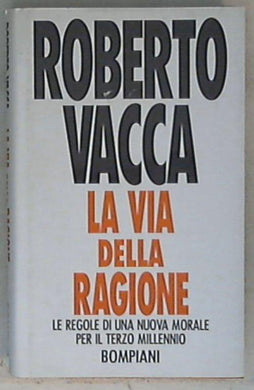 ROBERTO
VACCA
LA VIA
DELLA
RAGIONE
LE REGOLE DI UNA NUOVA MORALE
PER IL TERZO MILLENNIO
BOMPIANI